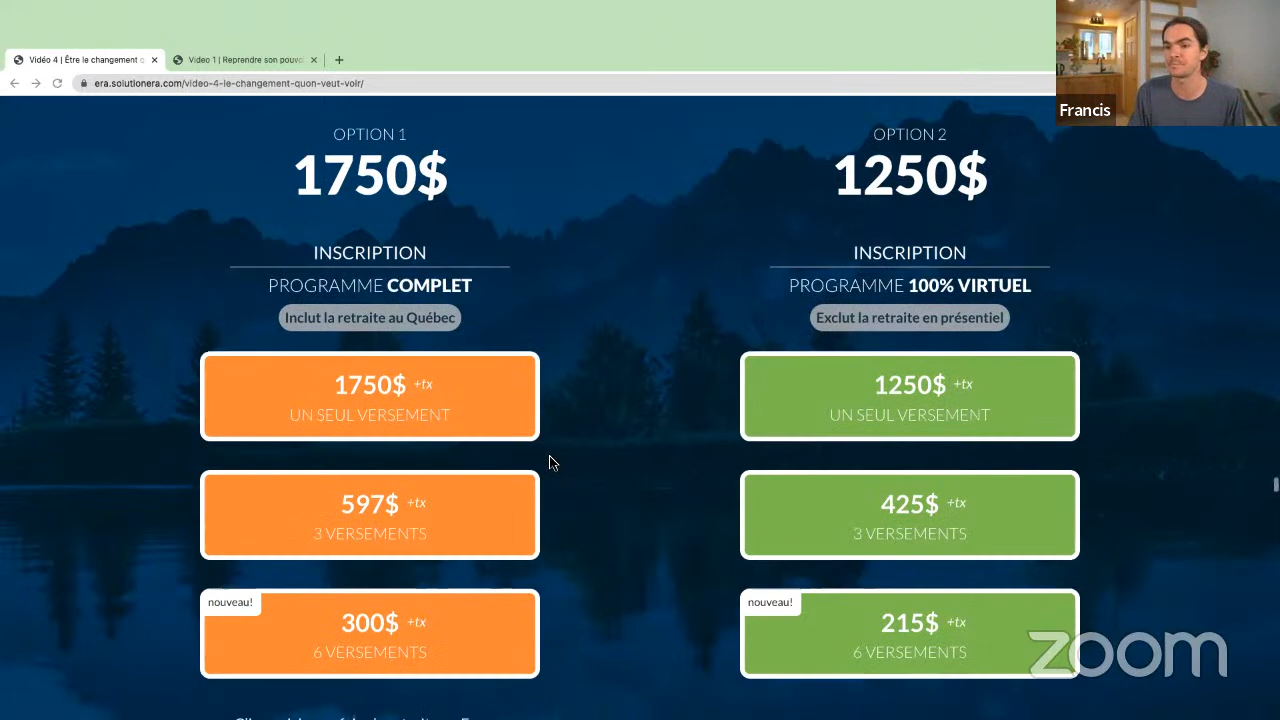 Vidéo 4 | Être le changement
Video 1 | Reprendre son
era.solutionera.com/video-4-le-changement-quon-veut-voir/
Francis
OPTION 1
1750$
INSCRIPTION
PROGRAMME COMPLET
Inclut la retraite au Québec
1750$ +tx
UN SEUL VERSEMENT
597$ +tx
3 VERSEMENTS
nouveau!
300$ +tx
6 VERSEMENTS
OPTION 2
1250$
INSCRIPTION
PROGRAMME 100% VIRTUEL
Exclut la retraite en présentiel
1250$ +tx
UN SEUL VERSEMENT
425$ +tx
3 VERSEMENTS
nouveau!
215$ +tx
6 VERSEMENTS
zoom